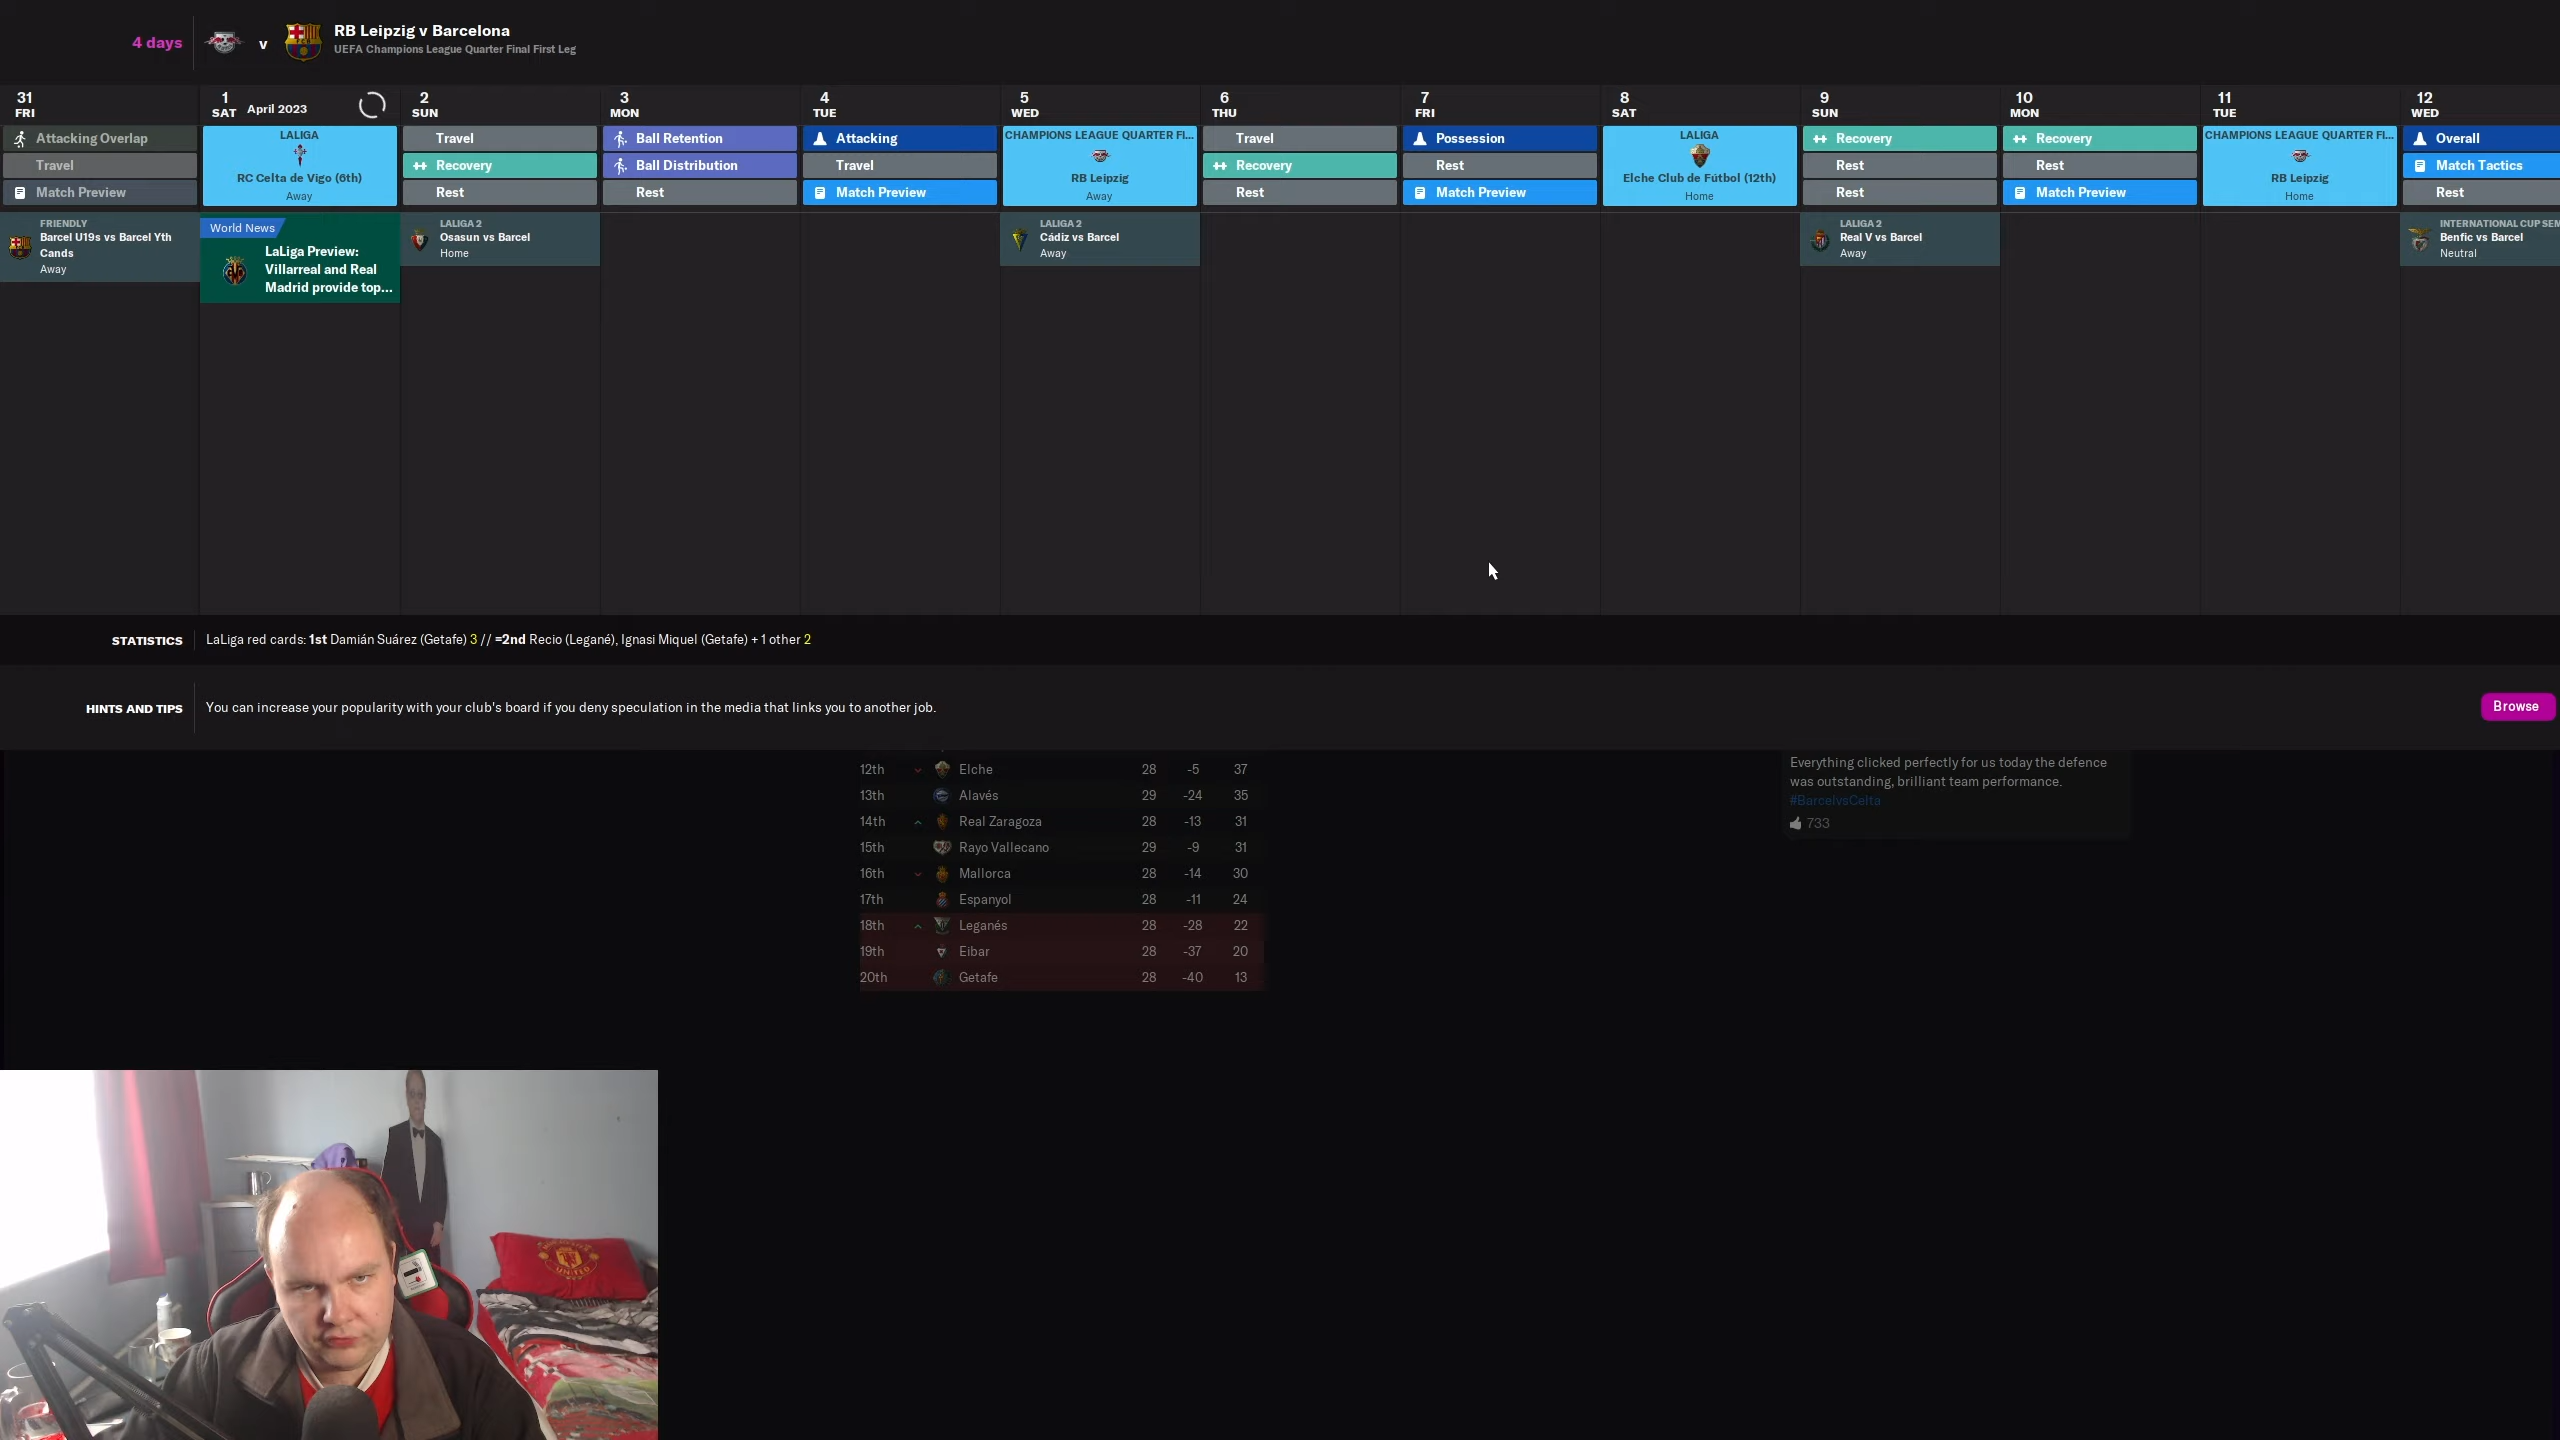 4 days
v
RB Leipzig v Barcelona
UEFA Champions League Quarter Final First Leg
31
FRI
Attacking Overlap
Travel
Match Preview
FRIENDLY
Barcel U19s vs Barcel Yth
Cands
Away
1
SAT April 2023
LALIGA
RC Celta de Vigo (6th)
Away
World News
LaLiga Preview:
Villarreal and Real
Madrid provide top...
2
SUN
Travel
Recovery
Rest
LALIGA 2
Osasun vs Barcel
Home
3
MON
Ball Retention
Ball Distribution
Rest
4
TUE
Attacking
Travel
Match Preview
5
WED
CHAMPIONS LEAGUE QUARTER FI...
RB Leipzig
Away
LALIGA 2
Cádiz vs Barcel
Away
6
THU
Travel
Recovery
Rest
7
FRI
Possession
Rest
Match Preview
8
SAT
LALIGA
Elche Club de Fútbol (12th)
Home
9
SUN
Recovery
Rest
Rest
LALIGA 2
Real V vs Barcel
Away
10
MON
Recovery
Rest
Match Preview
11
TUE
CHAMPIONS LEAGUE QUARTER FI...
RB Leipzig
Home
12
WED
Overall
Match Tactics
Rest
INTERNATIONAL CUP SEM
Benfic vs Barcel
Neutral
STATISTICS
LaLiga red cards: 1st Damián Suárez (Getafe) 3 // =2nd Recio (Legané), Ignasi Miquel (Getafe) + 1 other 2
HINTS AND TIPS
You can increase your popularity with your club's board if you deny speculation in the media that links you to another job.
Browse
12th Elche 28 -5 37
13th Alavés 29 -24 35
14th Real Zaragoza 28 -13 31
15th Rayo Vallecano 29 -9 31
16th Mallorca 28 -14 30
17th Espanyol 28 -11 24
18th Leganés 28 -28 22
19th Eibar 28 -37 20
20th Getafe 28 -40 13
Everything clicked perfectly for us today the defence
was outstanding, brilliant team performance.
#BarcelvsCelta
733
MANCHESTER
UNITED